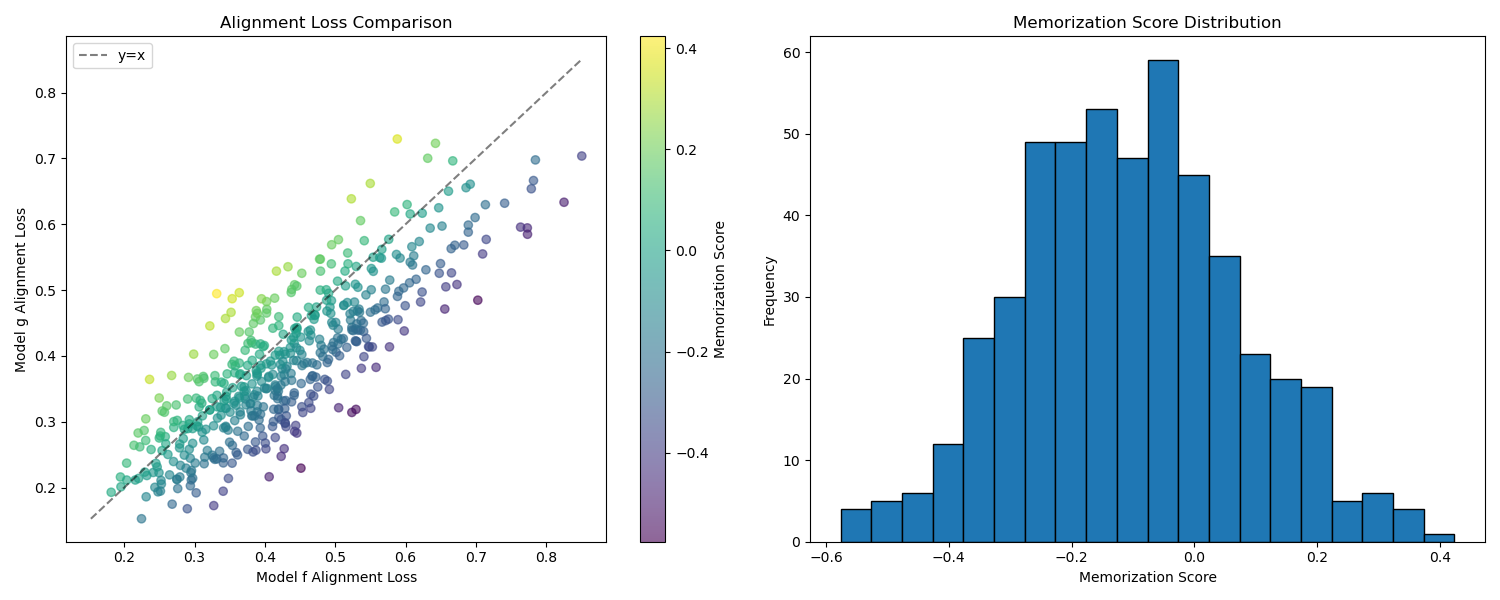 Alignment Loss Comparison
y=x
0.8
0.7
0.6
0.5
0.4
0.3
0.2
Model g Alignment Loss
0.2 0.3 0.4 0.5 0.6 0.7 0.8
Model f Alignment Loss
0.4
0.2
0.0
−0.2
−0.4
Memorization Score
Memorization Score Distribution
60
50
40
30
20
10
0
Frequency
−0.6 −0.4 −0.2 0.0 0.2 0.4
Memorization Score